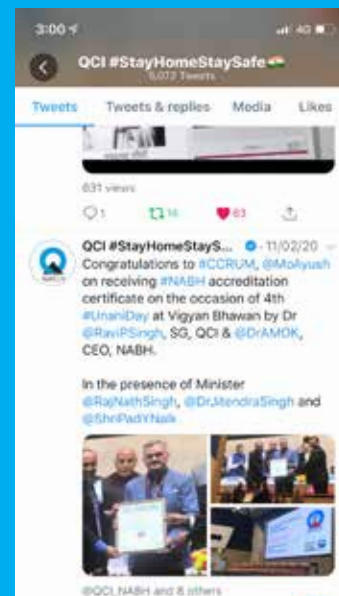 3:00
4G
QCI #StayHomeStaySafe
5,072 Tweets
Tweets Tweets & replies Media Likes
631 views
1 14 63
QCI #StayHomeStayS... · 11/02/20
Congratulations to #CCRUM, @MoAyush
on receiving #NABH accreditation
certificate on the occasion of 4th
#UnaniDay at Vigyan Bhawan by Dr
@RaviPSingh, SG, QCI & @DrAMOK,
CEO, NABH.
In the presence of Minister
@RajNathSingh, @DrJitendraSingh and
@ShriPadYNaik
@QCI_NABH and 8 others